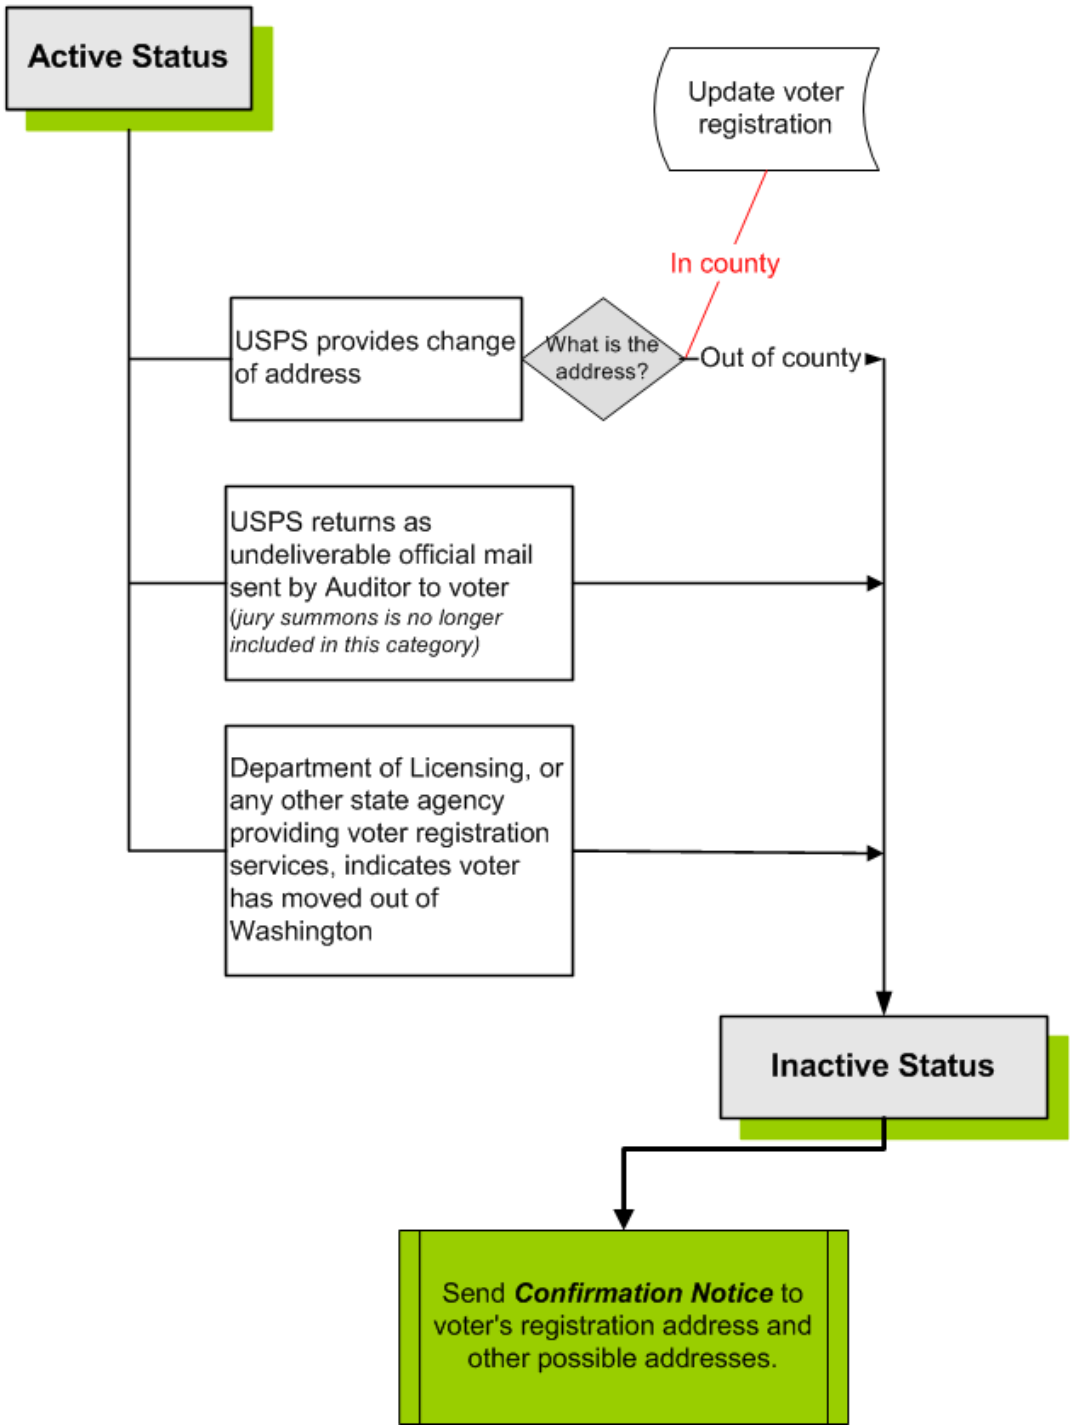 Active Status
Update voter
registration
In county
USPS provides change
of address
What is the
address?
Out of county
USPS returns as
undeliverable official mail
sent by Auditor to voter
(jury summons is no longer
included in this category)
Department of Licensing, or
any other state agency
providing voter registration
services, indicates voter
has moved out of
Washington
Inactive Status
Send Confirmation Notice to
voter's registration address and
other possible addresses.